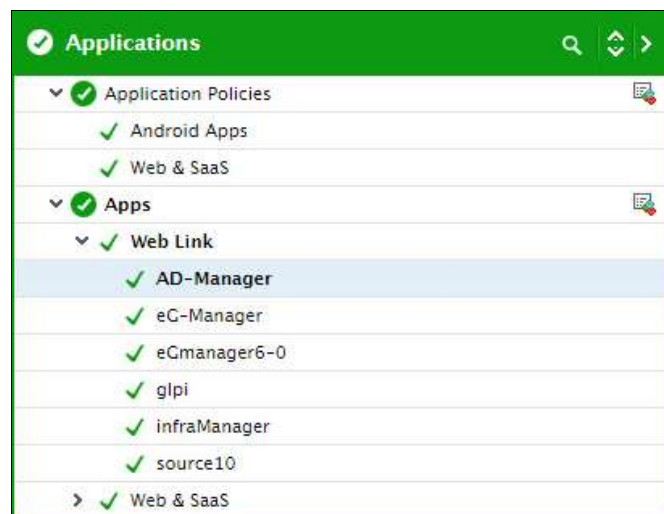 Applications
Application Policies
Android Apps
Web & SaaS
Apps
Web Link
AD-Manager
eG-Manager
eGmanager6-0
glpi
infraManager
source10
Web & SaaS